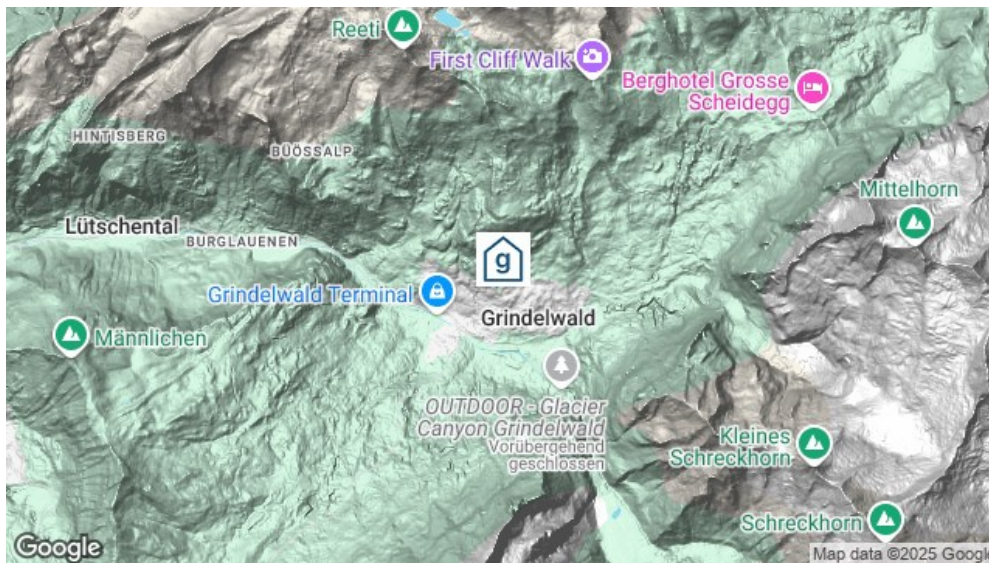 Reeti
First Cliff Walk
Berghotel Grosse
Scheidegg
HINTISBERG
BÜÖSSALP
Mittelhorn
Lütschental
BURGLAUENEN
g
Grindelwald Terminal
Grindelwald
Männlichen
OUTDOOR - Glacier
Canyon Grindelwald
Vorübergehend
geschlossen
Kleines
Schreckhorn
Schreckhorn
Google
Map data ©2025 Google